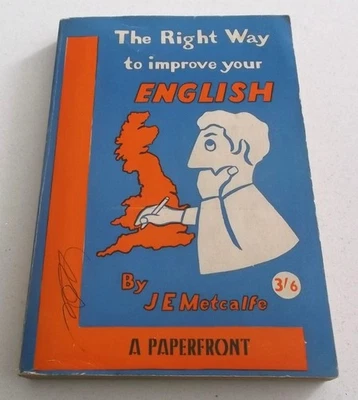 The Right Way
to improve your
ENGLISH
By
J E Metcalfe
3/6
A PAPERFRONT